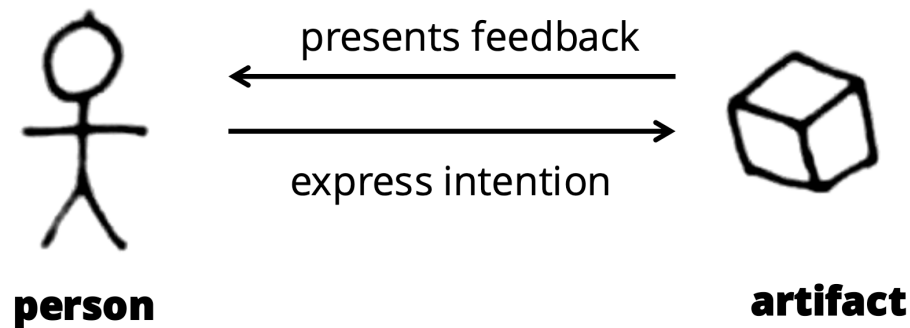 presents feedback
express intention
person
artifact